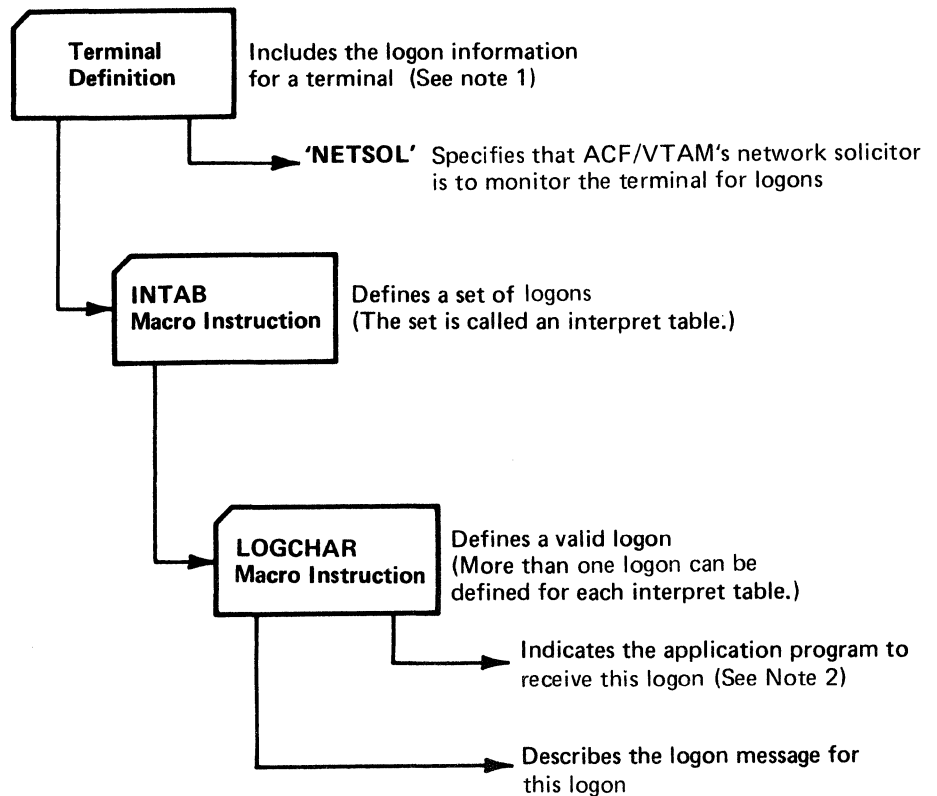 Terminal
Definition
Includes the logon information
for a terminal (See note 1)
'NETSOL' Specifies that ACF/VTAM's network solicitor
is to monitor the terminal for logons
INTAB
Macro Instruction
Defines a set of logons
(The set is called an interpret table.)
LOGCHAR
Macro Instruction
Defines a valid logon
(More than one logon can be
defined for each interpret table.)
Indicates the application program to
receive this logon (See Note 2)
Describes the logon message for
this logon